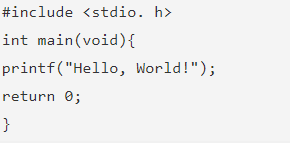 #include <stdio. h>
int main(void){
printf("Hello, World!");
return 0;
}